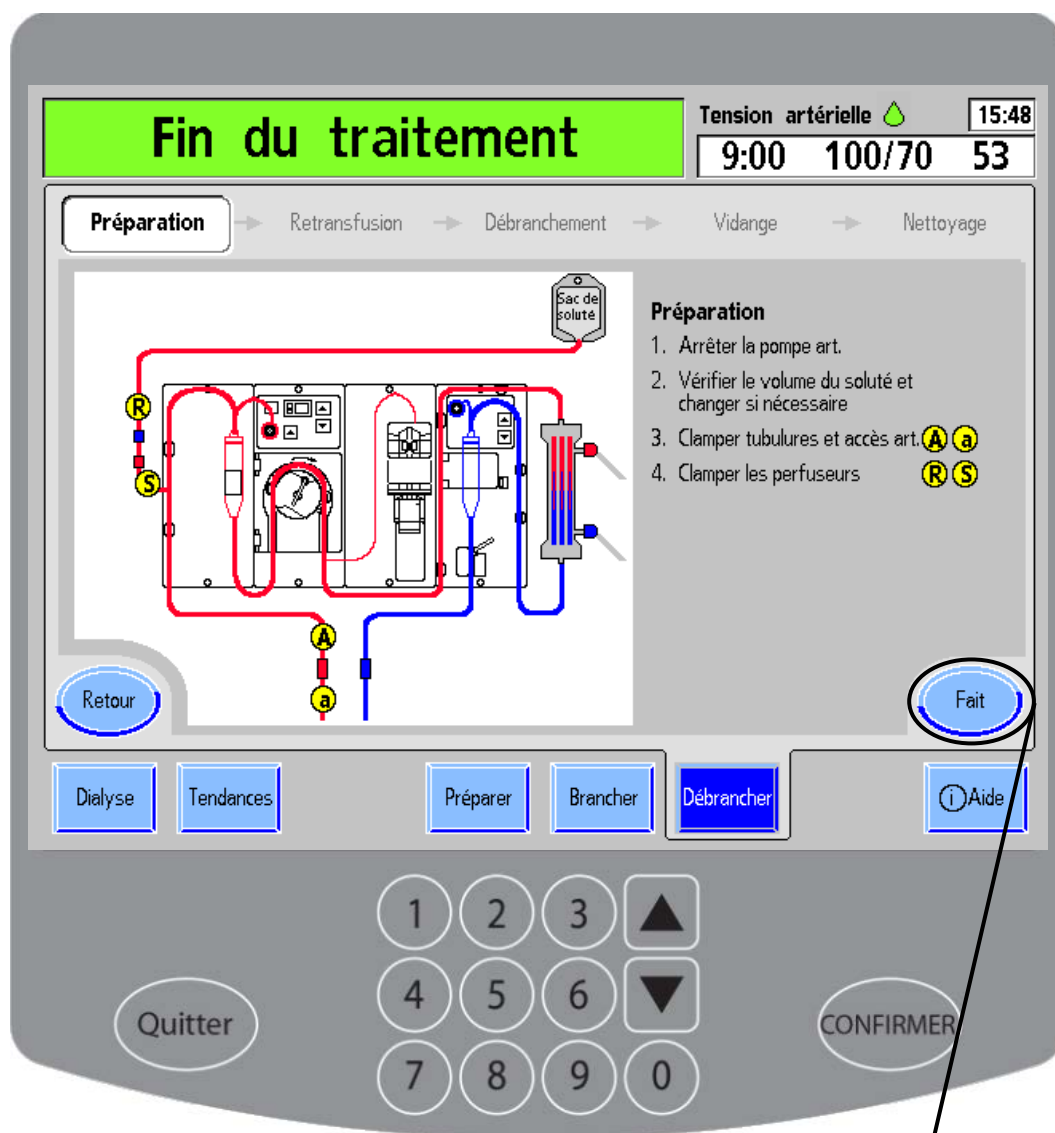 Fin du traitement
Tension artérielle
15:48
9:00 100/70 53
Préparation Retransfusion Débranchement Vidange Nettoyage
Sac de
soluté
R
S
A
a
Préparation
1. Arrêter la pompe art.
2. Vérifier le volume du soluté et
changer si nécessaire
3. Clamper tubulures et accès art. A a
4. Clamper les perfuseurs R S
Retour
Fait
Dialyse Tendances Préparer Brancher Débrancher i Aide
1 2 3
4 5 6
7 8 9 0
Quitter
CONFIRMER